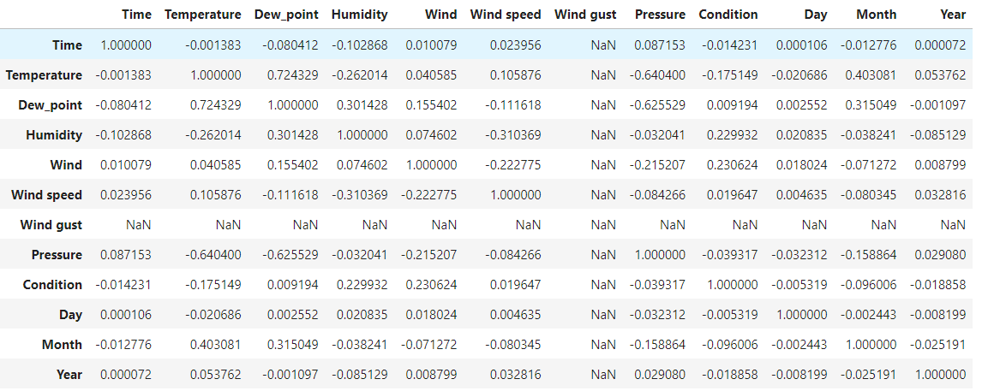 Time Temperature Dew_point Humidity Wind Wind speed Wind gust Pressure Condition Day Month Year
Time 1.000000 -0.001383 -0.080412 -0.102868 0.010079 0.023956 NaN 0.087153 -0.014231 0.000106 -0.012776 0.000072
Temperature -0.001383 1.000000 0.724329 -0.262014 0.040585 0.105876 NaN -0.640400 -0.175149 -0.020686 0.403081 0.053762
Dew_point -0.080412 0.724329 1.000000 0.301428 0.155402 -0.111618 NaN -0.625529 0.009194 0.002552 0.315049 -0.001097
Humidity -0.102868 -0.262014 0.301428 1.000000 0.074602 -0.310369 NaN -0.032041 0.229932 0.020835 -0.038241 -0.085129
Wind 0.010079 0.040585 0.155402 0.074602 1.000000 -0.222775 NaN -0.215207 0.230624 0.018024 -0.071272 0.008799
Wind speed 0.023956 0.105876 -0.111618 -0.310369 -0.222775 1.000000 NaN -0.084266 0.019647 0.004635 -0.080345 0.032816
Wind gust NaN NaN NaN NaN NaN NaN NaN NaN NaN NaN NaN NaN
Pressure 0.087153 -0.640400 -0.625529 -0.032041 -0.215207 -0.084266 NaN 1.000000 -0.039317 -0.032312 -0.158864 0.029080
Condition -0.014231 -0.175149 0.009194 0.229932 0.230624 0.019647 NaN -0.039317 1.000000 -0.005319 -0.096006 -0.018858
Day 0.000106 -0.020686 0.002552 0.020835 0.018024 0.004635 NaN -0.032312 -0.005319 1.000000 -0.002443 -0.008199
Month -0.012776 0.403081 0.315049 -0.038241 -0.071272 -0.080345 NaN -0.158864 -0.096006 -0.002443 1.000000 -0.025191
Year 0.000072 0.053762 -0.001097 -0.085129 0.008799 0.032816 NaN 0.029080 -0.018858 -0.008199 -0.025191 1.000000